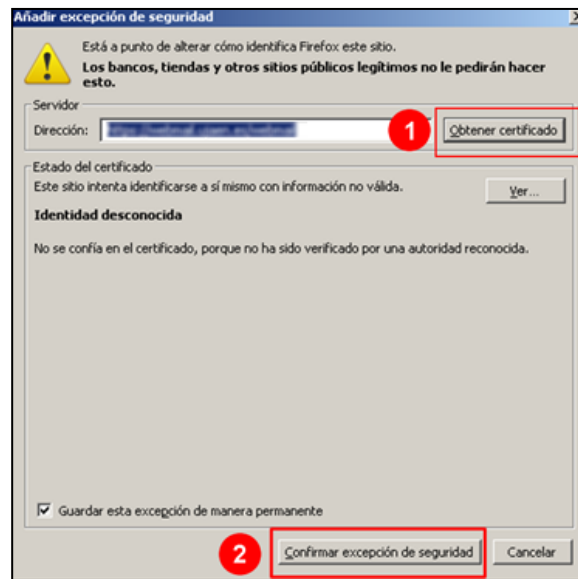 Añadir excepción de seguridad
Está a punto de alterar cómo identifica Firefox este sitio.
Los bancos, tiendas y otros sitios públicos legítimos no le pedirán hacer
esto.
Servidor
Dirección:
1
Obtener certificado
Estado del certificado
Este sitio intenta identificarse a sí mismo con información no válida.
Ver...
Identidad desconocida
No se confía en el certificado, porque no ha sido verificado por una autoridad reconocida.
Guardar esta excepción de manera permanente
2
Confirmar excepción de seguridad
Cancelar